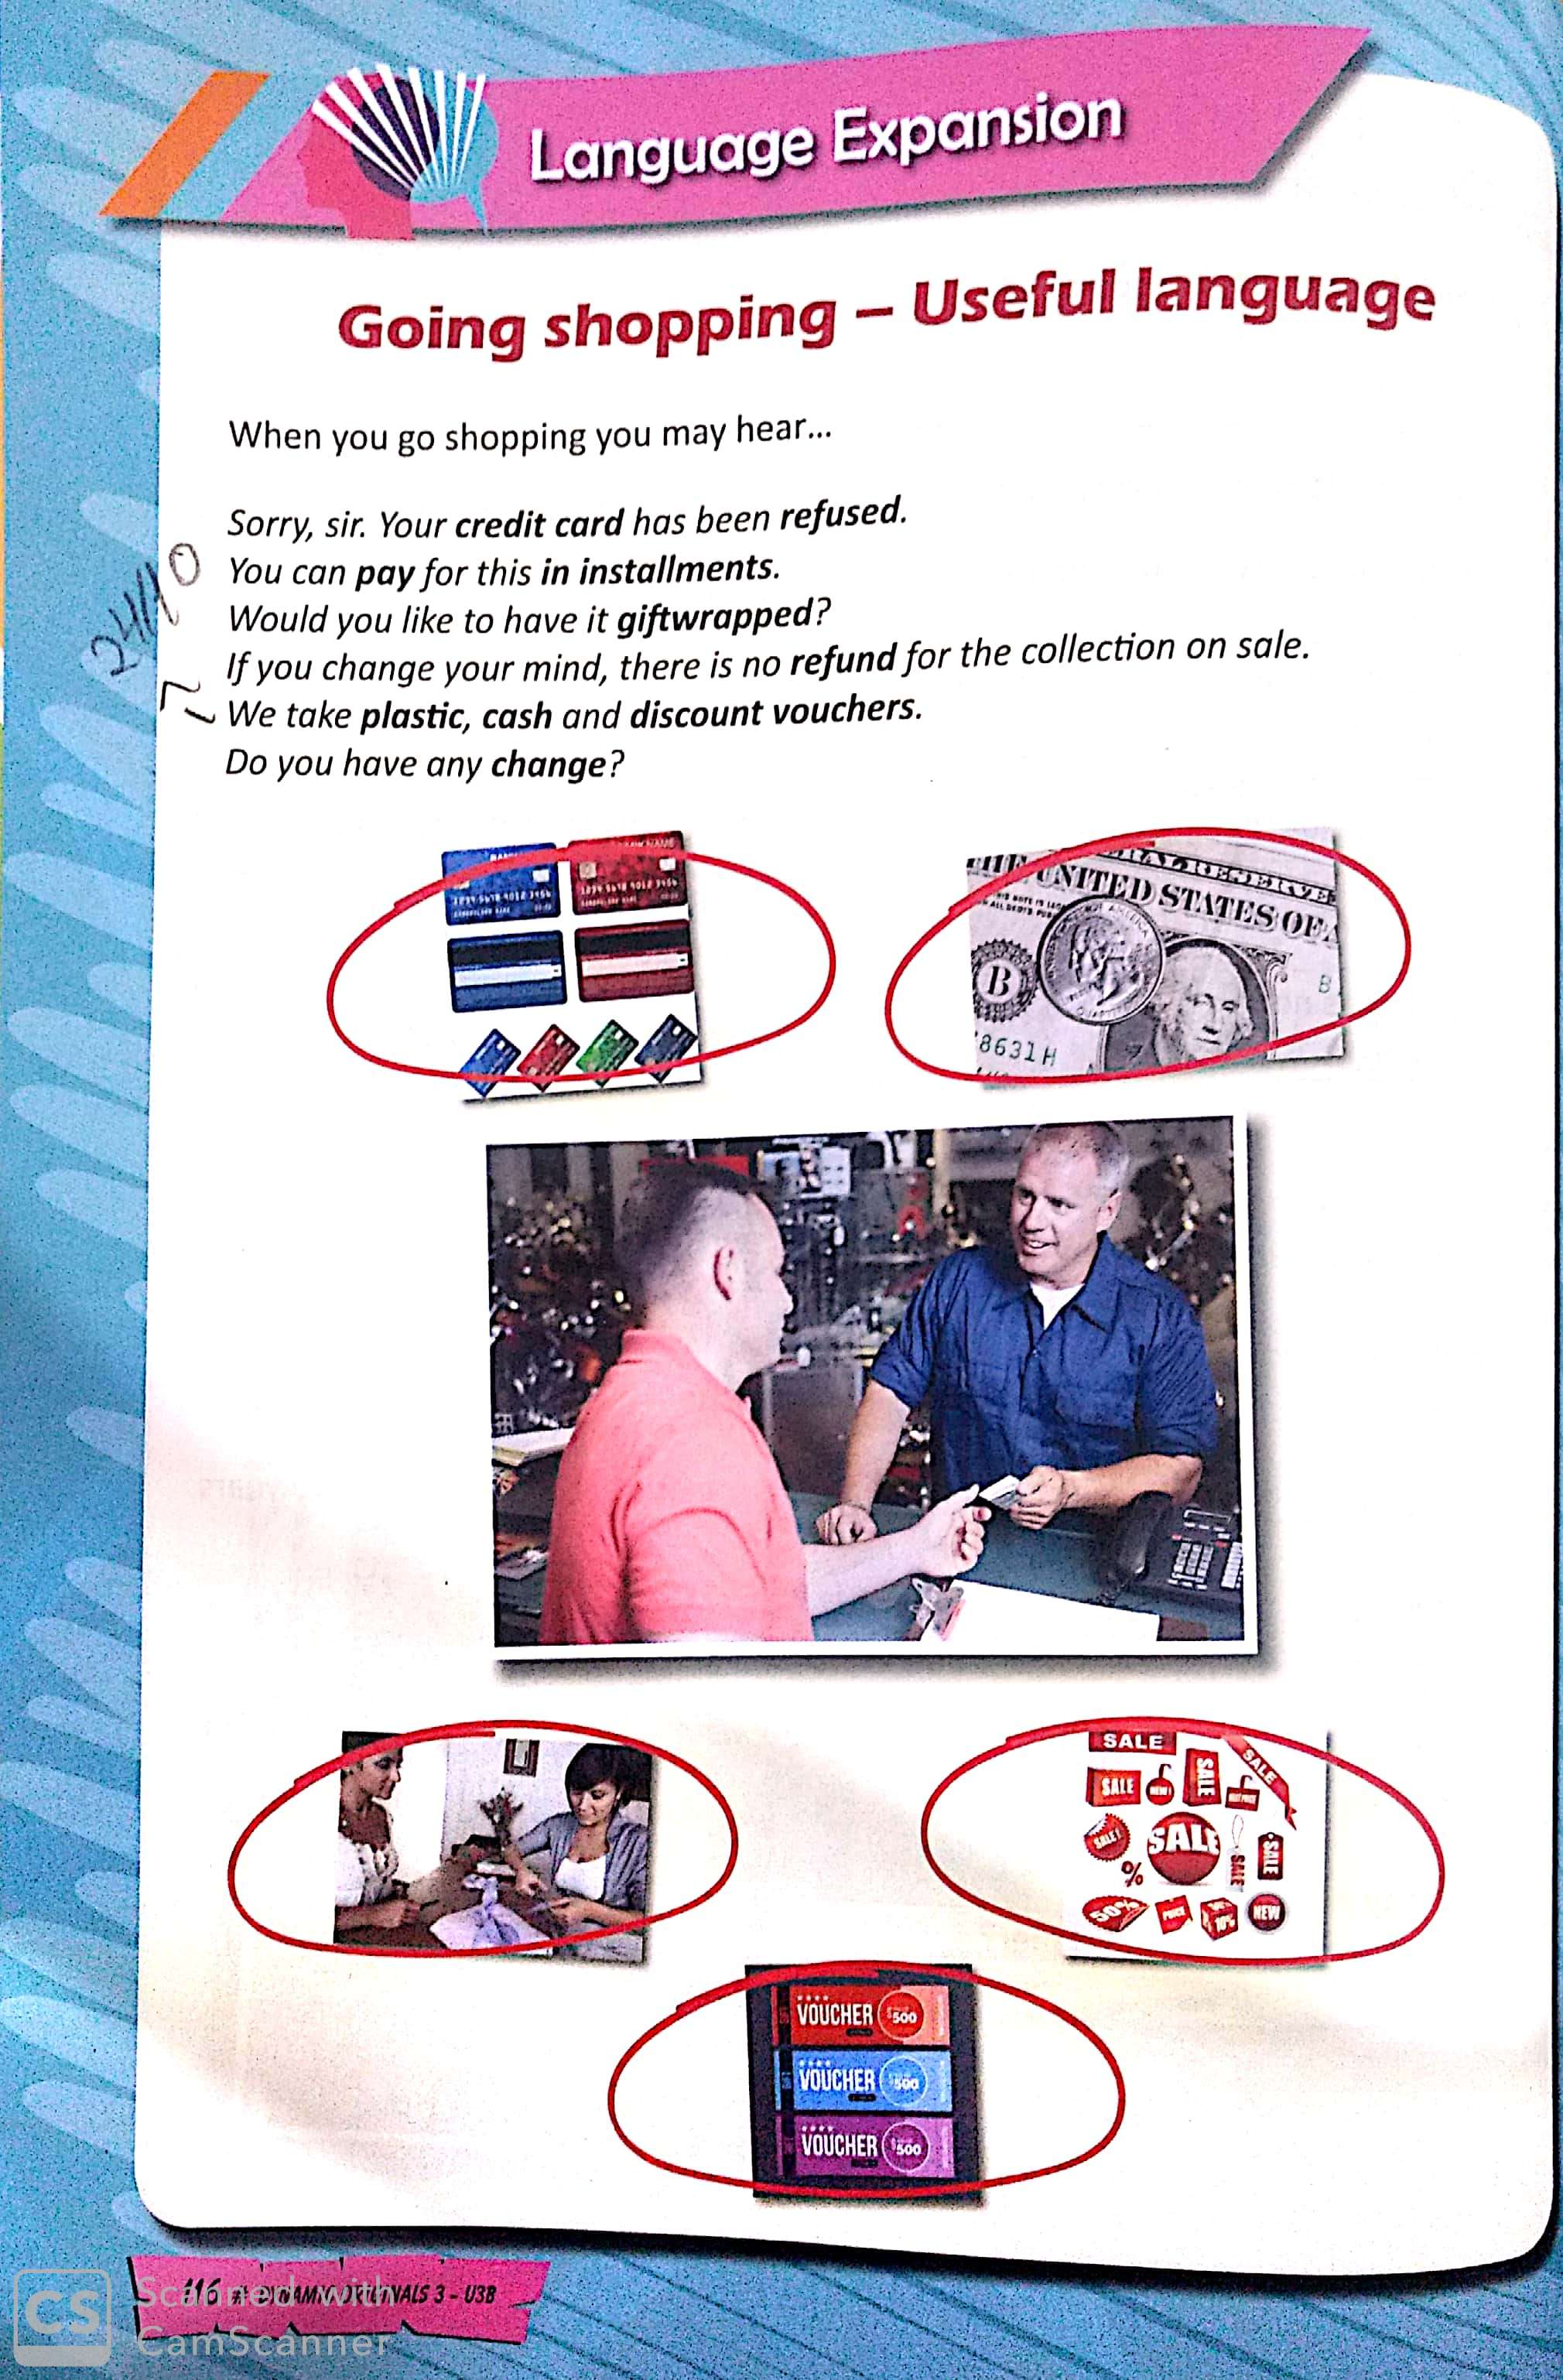 Language Expansion
Going shopping – Useful language
When you go shopping you may hear...
Sorry, sir. Your credit card has been refused.
You can pay for this in installments.
Would you like to have it giftwrapped?
If you change your mind, there is no refund for the collection on sale.
We take plastic, cash and discount vouchers.
Do you have any change?
24/10
THE UNITED STATES OF
B
B
8631H
SALE
SALE
SALE
SALE
SALE!
SALE
SALE
SALE
%
50%
10%
NEW
VOUCHER $500
VOUCHER $500
VOUCHER $500
116
3 - U3B
CS Scanned with
CamScanner